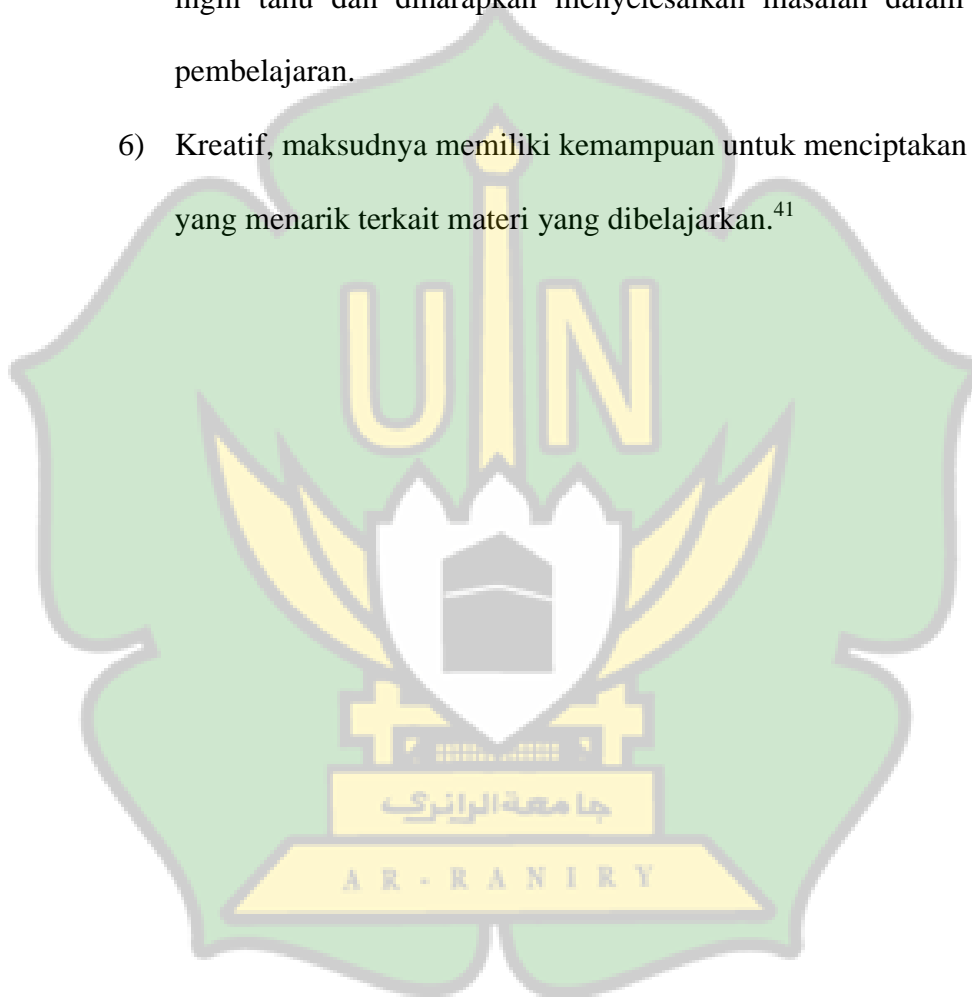 ingin tahu dan diharapkan menyelesaikan masalah dalam
pembelajaran.
6) Kreatif, maksudnya memiliki kemampuan untuk menciptakan
yang menarik terkait materi yang dibelajarkan.⁴¹
UIN
جامعة الرانري
AR-RANIRY